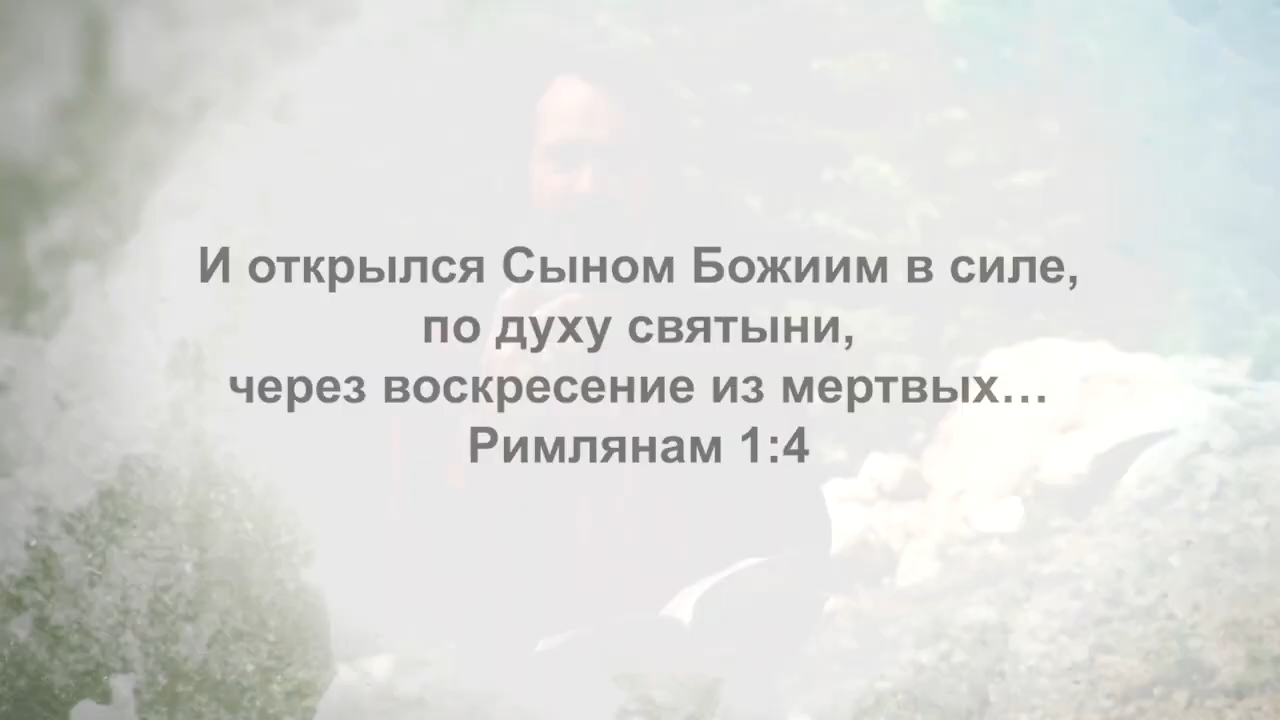 И открылся Сыном Божиим в силе,
по духу святыни,
через воскресение из мертвых…
Римлянам 1:4